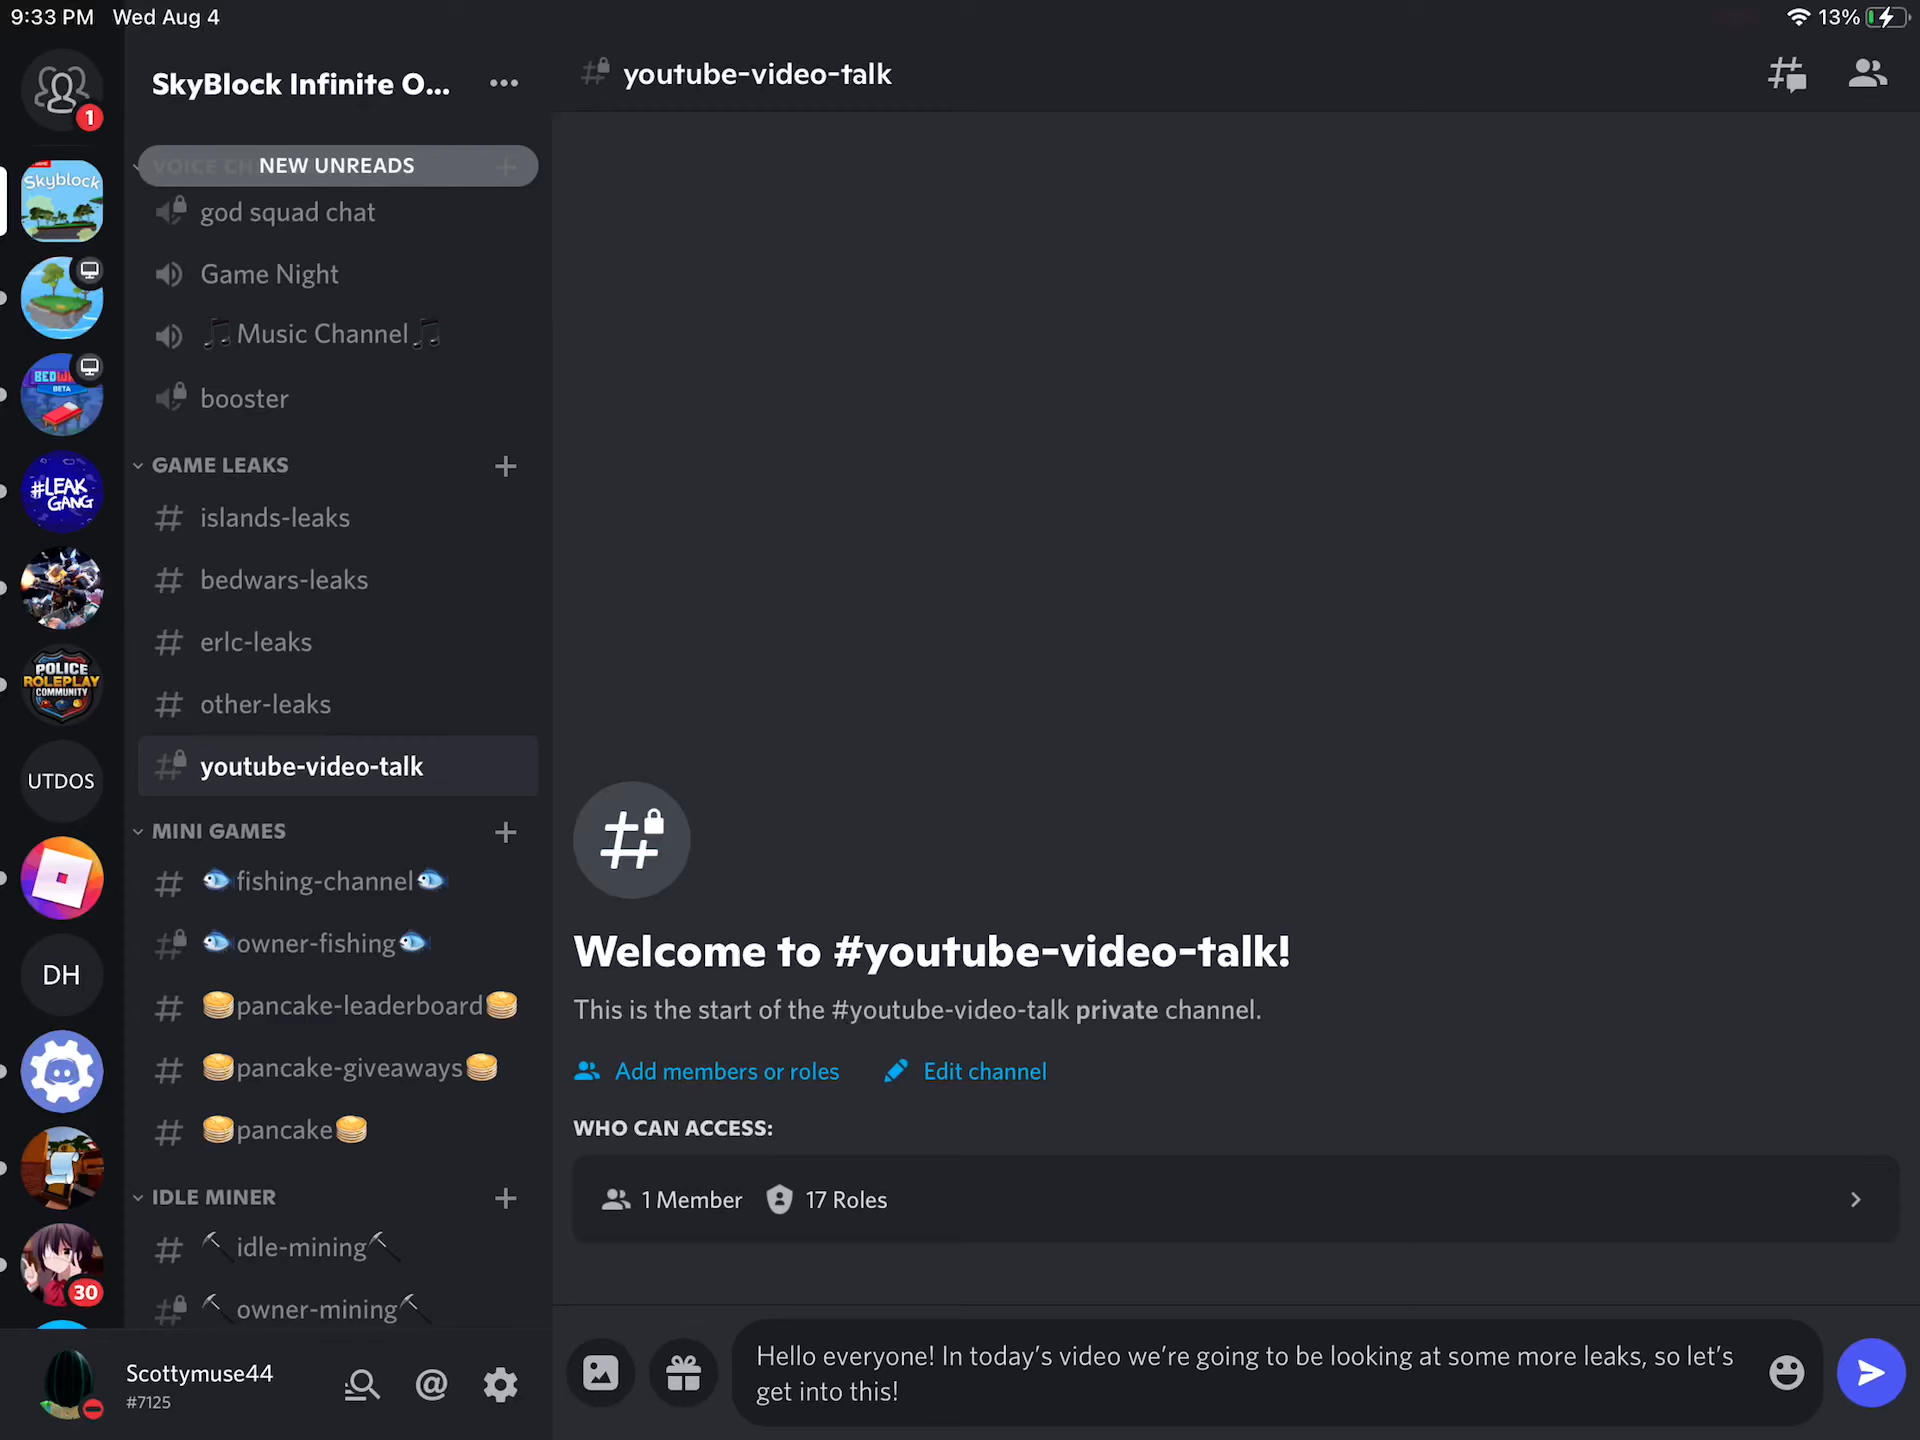 9:33 PM Wed Aug 4
13%
1
Skyblock
BETA
#LEAK
GANG
POLICE
ROLEPLAY
COMMUNITY
UTDOS
DH
30
SkyBlock Infinite O...
NEW UNREADS
god squad chat
Game Night
🎵Music Channel🎵
booster
GAME LEAKS
islands-leaks
bedwars-leaks
erlc-leaks
other-leaks
youtube-video-talk
MINI GAMES
🐟fishing-channel🐟
🐟owner-fishing🐟
🥞pancake-leaderboard🥞
🥞pancake-giveaways🥞
🥞pancake🥞
IDLE MINER
⛏idle-mining⛏
⛏owner-mining⛏
Scottymuse44
#7125
youtube-video-talk
Welcome to #youtube-video-talk!
This is the start of the #youtube-video-talk private channel.
Add members or roles Edit channel
WHO CAN ACCESS:
1 Member 17 Roles
Hello everyone! In today's video we're going to be looking at some more leaks, so let's
get into this!